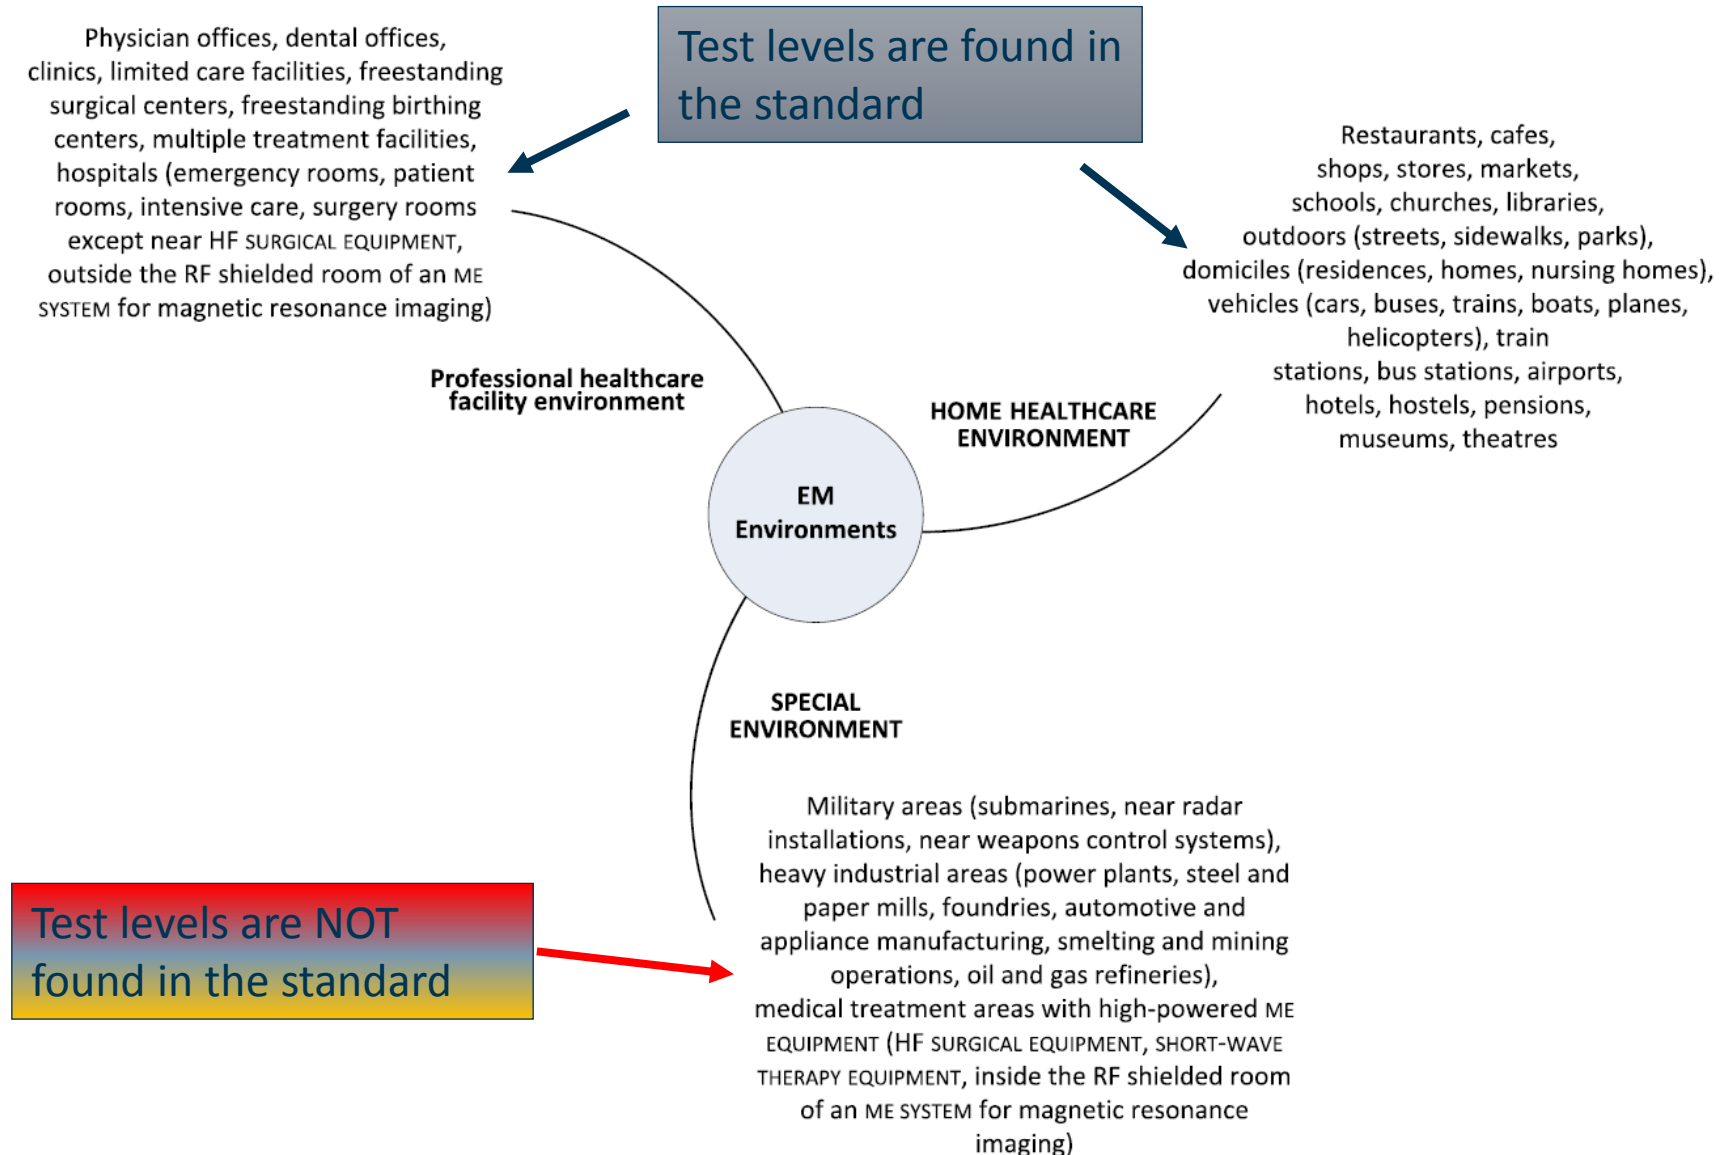 Physician offices, dental offices,
clinics, limited care facilities, freestanding
surgical centers, freestanding birthing
centers, multiple treatment facilities,
hospitals (emergency rooms, patient
rooms, intensive care, surgery rooms
except near HF SURGICAL EQUIPMENT,
outside the RF shielded room of an ME
SYSTEM for magnetic resonance imaging)
Test levels are found in
the standard
Restaurants, cafes,
shops, stores, markets,
schools, churches, libraries,
outdoors (streets, sidewalks, parks),
domiciles (residences, homes, nursing homes),
vehicles (cars, buses, trains, boats, planes,
helicopters), train
stations, bus stations, airports,
hotels, hostels, pensions,
museums, theatres
Professional healthcare
facility environment
HOME HEALTHCARE
ENVIRONMENT
EM
Environments
SPECIAL
ENVIRONMENT
Test levels are NOT
found in the standard
Military areas (submarines, near radar
installations, near weapons control systems),
heavy industrial areas (power plants, steel and
paper mills, foundries, automotive and
appliance manufacturing, smelting and mining
operations, oil and gas refineries),
medical treatment areas with high-powered ME
EQUIPMENT (HF SURGICAL EQUIPMENT, SHORT-WAVE
THERAPY EQUIPMENT, inside the RF shielded room
of an ME SYSTEM for magnetic resonance
imaging)